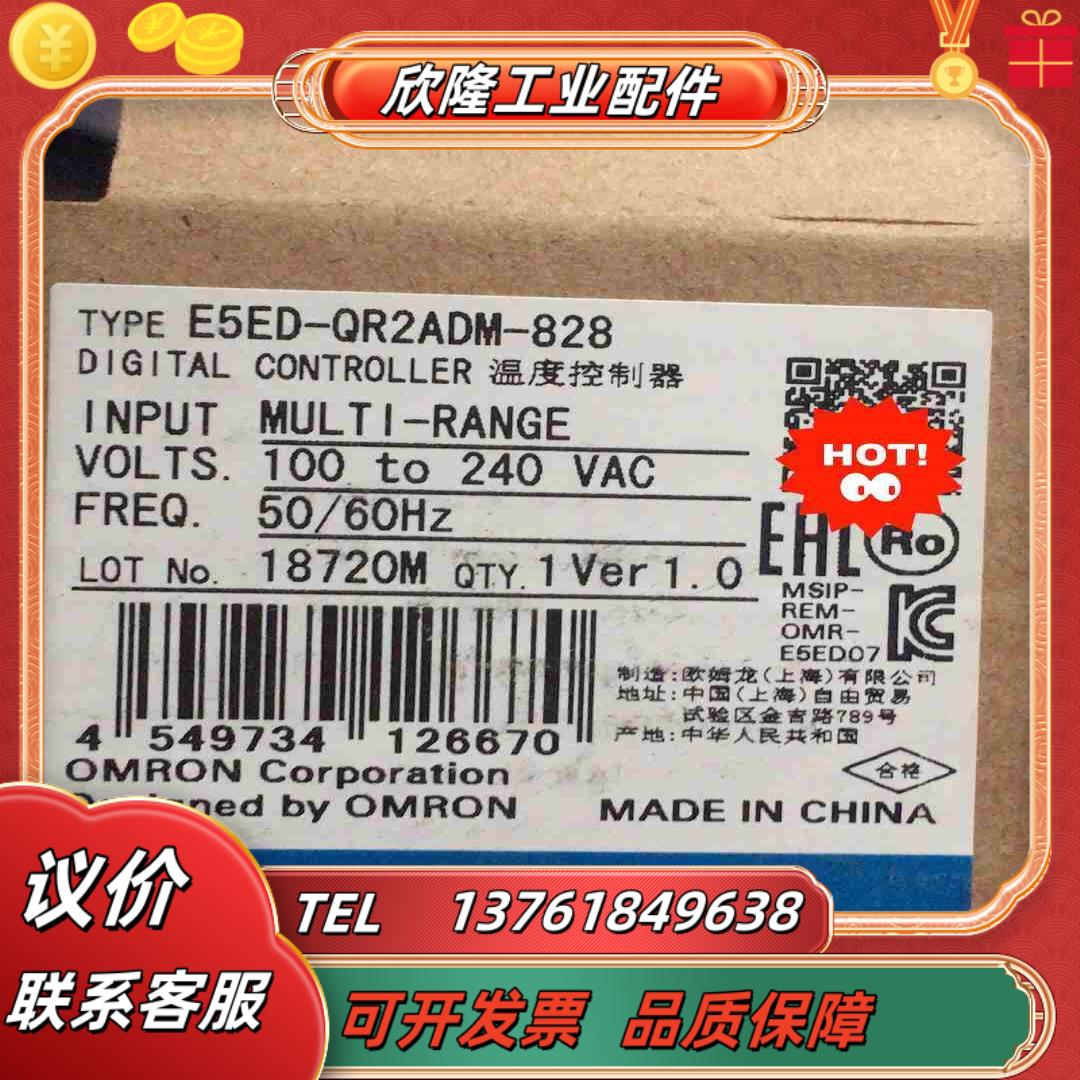 欣隆工业配件
TYPE E5ED-QR2ADM-828
DIGITAL CONTROLLER 温度控制器
INPUT MULTI-RANGE
VOLTS. 100 to 240 VAC
FREQ. 50/60Hz
LOT No. 18720M QTY. 1 Ver 1.0
HOT!
EAC
Ro
MSIP-
REM-
OMR-
E5ED07
制造:欧姆龙(上海)有限公司
地址:中国(上海)自由贸易
试验区金吉路789号
产地:中华人民共和国
4 549734 126670
OMRON Corporation
Designed by OMRON
合格
MADE IN CHINA
议价
联系客服
TEL 13761849638
可开发票 品质保障